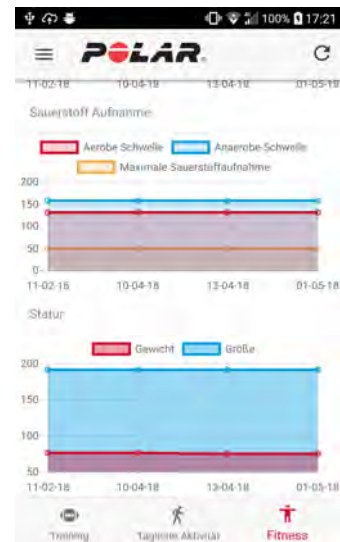 100% 17:21
POLAR.
11-02-18 10-04-18 13-04-18 01-05-18
Sauerstoff Aufnahme
Aerobe Schwelle Anaerobe Schwelle
Maximale Sauerstoffaufnahme
200
150
100
50
0
11-02-18 10-04-18 13-04-18 01-05-18
Statur
Gewicht Größe
200
150
100
50
11-02-18 10-04-18 13-04-18 01-05-18
Training Tägliche Aktivität Fitness